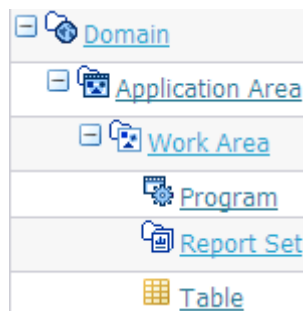 Domain
Application Area
Work Area
Program
Report Set
Table